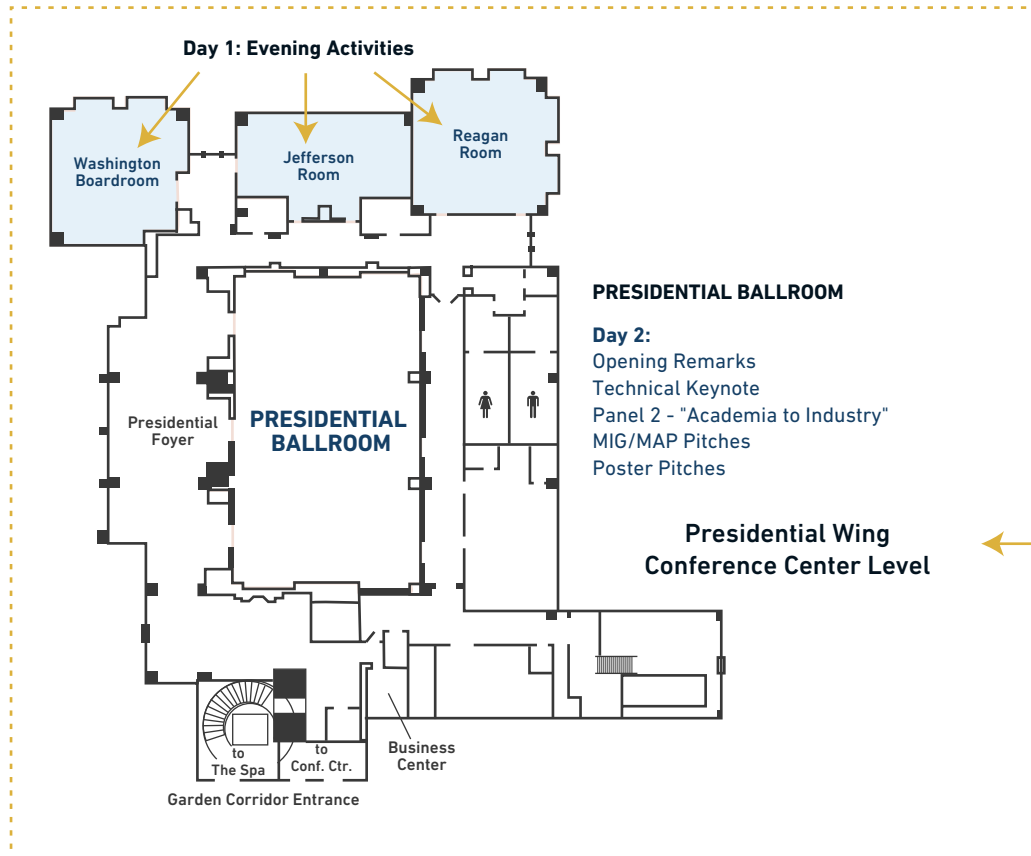 Day 1: Evening Activities
Washington
Boardroom
Jefferson
Room
Reagan
Room
PRESIDENTIAL BALLROOM
Day 2:
Opening Remarks
Technical Keynote
Panel 2 - "Academia to Industry"
MIG/MAP Pitches
Poster Pitches
Presidential
Foyer
PRESIDENTIAL
BALLROOM
Presidential Wing
Conference Center Level
to
The Spa
to
Conf. Ctr.
Business
Center
Garden Corridor Entrance